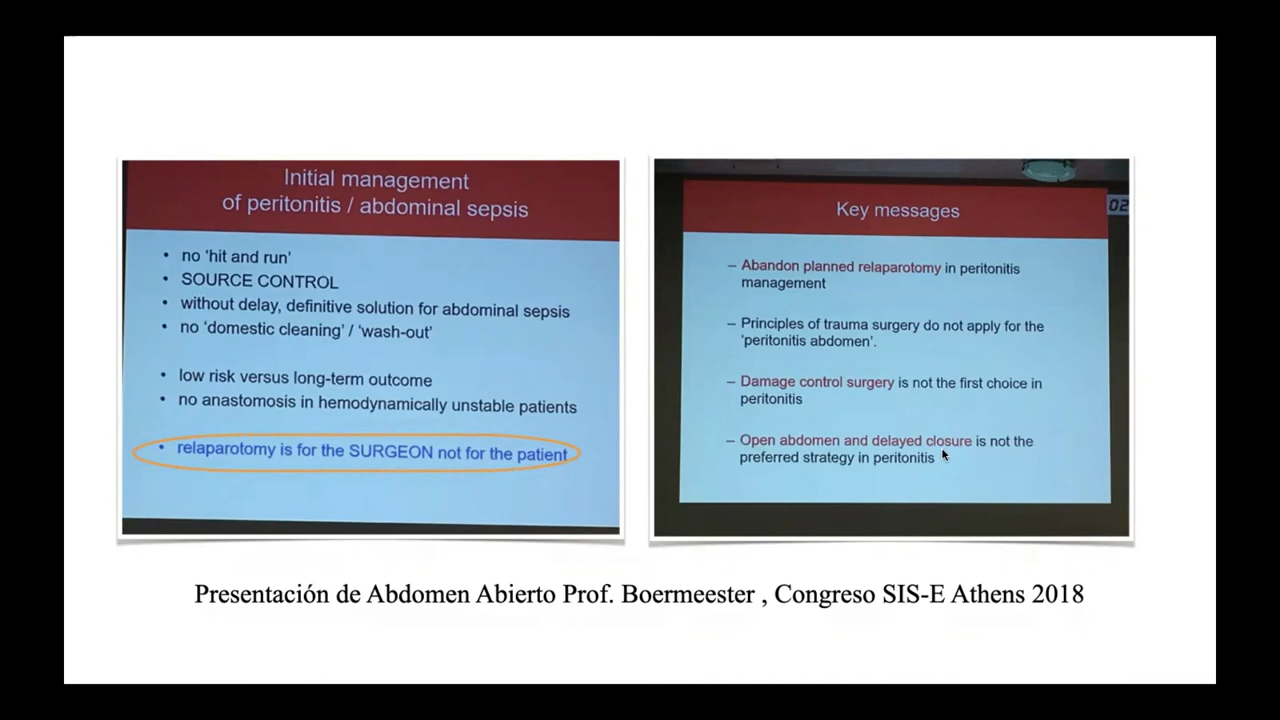 Initial management
of peritonitis / abdominal sepsis
• no 'hit and run'
• SOURCE CONTROL
• without delay, definitive solution for abdominal sepsis
• no 'domestic cleaning' / 'wash-out'
• low risk versus long-term outcome
• no anastomosis in hemodynamically unstable patients
• relaparotomy is for the SURGEON not for the patient
02
Key messages
– Abandon planned relaparotomy in peritonitis
management
– Principles of trauma surgery do not apply for the
'peritonitis abdomen'.
– Damage control surgery is not the first choice in
peritonitis
– Open abdomen and delayed closure is not the
preferred strategy in peritonitis
Presentación de Abdomen Abierto Prof. Boermeester , Congreso SIS-E Athens 2018